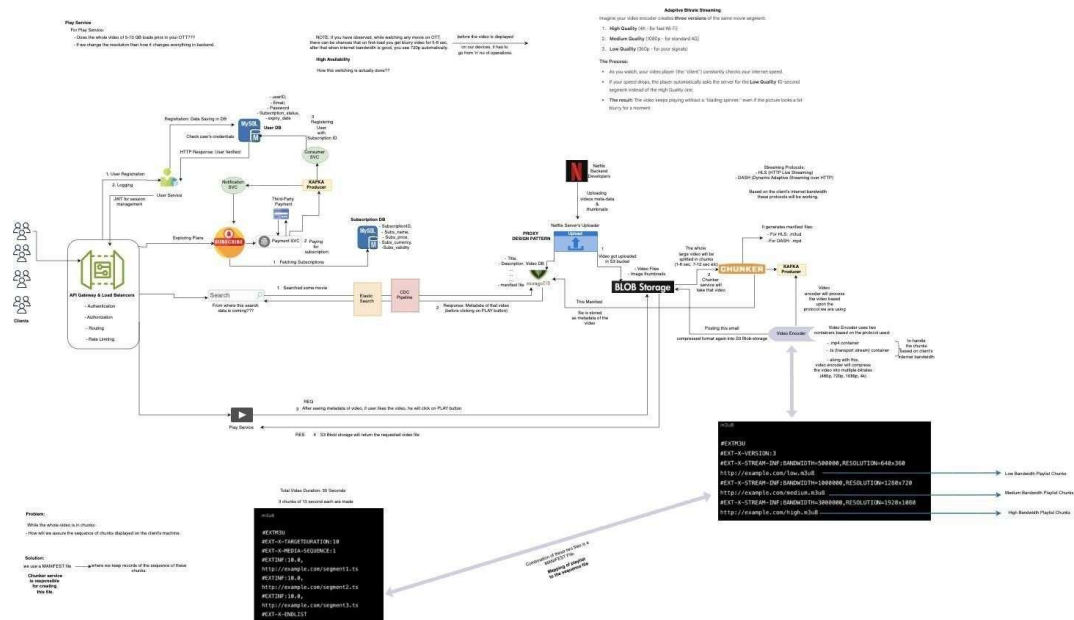 Play Service
For Play Service:
- Does the whole video of 5-10 GB loads prior in your OTT???
- If we change the resolution then how it changes everything in backend.
NOTE: if you have observed, while watching any movie on OTT,
there can be chances that on first load you get blurry video for 5-6 sec,
after that when internet bandwidth is good, you use 720p automatically.
High Availability
How this switching is actually done??
before the video is displayed
on our devices, it has to
go from 'n' no of operations.
Adaptive Bitrate Streaming
Imagine your video encoder creates three versions of the same movie segment:
1. High Quality (4K - for fast Wi-Fi)
2. Medium Quality (1080p - for standard 4G)
3. Low Quality (360p - for poor signals)
The Process:
• As you watch, your video player (the "client") constantly checks your internet speed.
• If your speed drops, the player automatically asks the server for the Low Quality 10-second
segment instead of the High Quality one.
• The result: The video keeps playing without a "loading spinner," even if the picture looks a bit
blurry for a moment.
Registration: Data Saving in DB
Check user's credentials
HTTP Response: User Verified
MySQL
User DB
- userID,
- Email,
- Password
- Subscription_status,
- expiry_date
3
Registering
User
with
Subscription ID
Consumer
SVC
KAFKA
Producer
Notification
SVC
1. User Registration
2. Logging
JWT for session
management
User Service
Third-Party
Payment
Exploring Plans
SUBSCRIBE
Payment SVC
2. Paying
for
subscription
1. Fetching Subscriptions
Subscription DB
MySQL
- SubscriptionID,
- Subs_name,
- Subs_price,
- Subs_currency,
- Subs_validity
Clients
API Gateway & Load Balancers
- Authentication
- Authorization
- Routing
- Rate Limiting
Search
From where this search
data is coming???
1 Searched some movie
Elastic
Search
CDC
Pipeline
2 Response: Metadata of that video
(before clicking on PLAY button)
Netflix
Backend
Developers
Uploading
videos meta-data
&
thumbnails
Netflix Server's Uploader
PROXY
DESIGN PATTERN
Upload
1
Video got uploaded
in S3 bucket
- Title,
- Description, Video DB
- manifest file
mongoDB
- Video Files
- Image thumbnails
BLOB Storage
This Manifest
file is stored
as metadata of the
video
The whole
large video will be
splitted in chunks
2
Chunker
service will
take that video
CHUNKER
It generates manifest files:
- For HLS: .m3u8
- For DASH: .mpd
KAFKA
Producer
Streaming Protocols:
- HLS (HTTP Live Streaming)
- DASH (Dynamic Adaptive Streaming over HTTP)
Based on the client's internet bandwidth
these protocols will be working.
Video
encoder will process
the video based
upon the
protocol we are using
Posting this small
compressed format again into S3 Blob storage
Video Encoder
Video Encoder uses two
containers based on the protocol used:
- .mp4 container
- .ts (transport stream) container
- along with this,
video encoder will compress
the video into multiple bitrates
(480p, 720p, 1080p, 4k)
to handle
the chunks
based on client's
internet bandwidth
Play Service
REQ
3 After seeing metadata of video, if user likes the video, he will click on PLAY button
RES 4 S3 Blob storage will return the requested video file
m3u8
#EXTM3U
#EXT-X-VERSION:3
#EXT-X-STREAM-INF:BANDWIDTH=500000,RESOLUTION=640x360
http://example.com/low.m3u8
#EXT-X-STREAM-INF:BANDWIDTH=1000000,RESOLUTION=1280x720
http://example.com/medium.m3u8
#EXT-X-STREAM-INF:BANDWIDTH=3000000,RESOLUTION=1920x1080
http://example.com/high.m3u8
Low Bandwidth Playlist Chunks
Medium Bandwidth Playlist Chunks
High Bandwidth Playlist Chunks
Total Video Duration: 30 Seconds
3 chunks of 10 second each are made
m3u8
#EXTM3U
#EXT-X-TARGETDURATION:10
#EXT-X-MEDIA-SEQUENCE:1
#EXTINF:10.0,
http://example.com/segment1.ts
#EXTINF:10.0,
http://example.com/segment2.ts
#EXTINF:10.0,
http://example.com/segment3.ts
#EXT-X-ENDLIST
Combination of these two files is a
MANIFEST File.
Mapping of playlist
to the sequence file
Problem:
While the whole video is in chunks:
- How will we assure the sequence of chunks displayed on the client's machine.
Solution:
we use a MANIFEST file
where we keep records of the sequence of these
chunks
Chunker service
is responsible
for creating
this file.